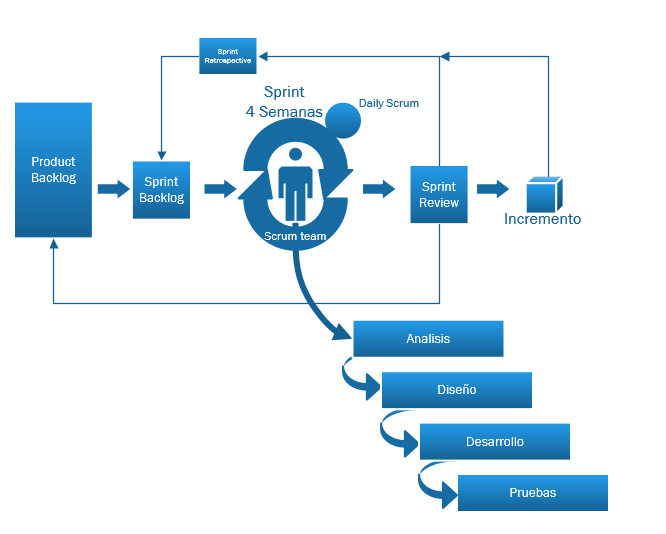 Sprint
Retrospective
Sprint
4 Semanas
Daily Scrum
Product
Backlog
Sprint
Backlog
Scrum team
Sprint
Review
Incremento
Analisis
Diseño
Desarrollo
Pruebas